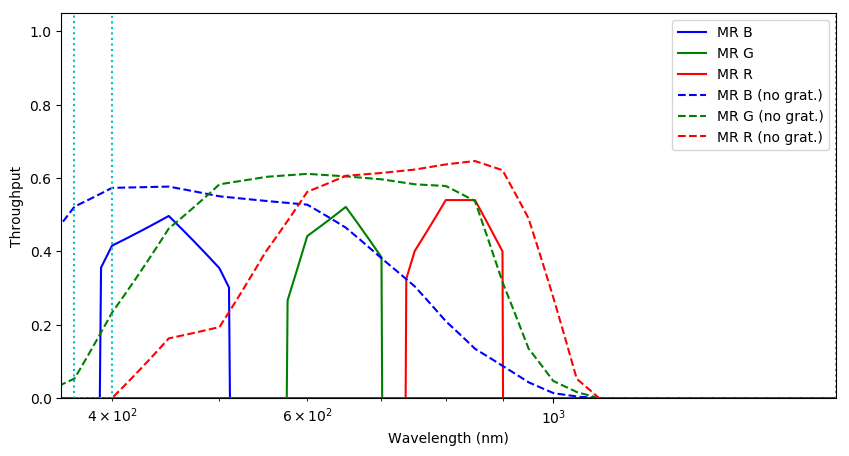 1.0
0.8
0.6
0.4
0.2
0.0
Throughput
4 × 10²
6 × 10²
10³
Wavelength (nm)
MR B
MR G
MR R
MR B (no grat.)
MR G (no grat.)
MR R (no grat.)